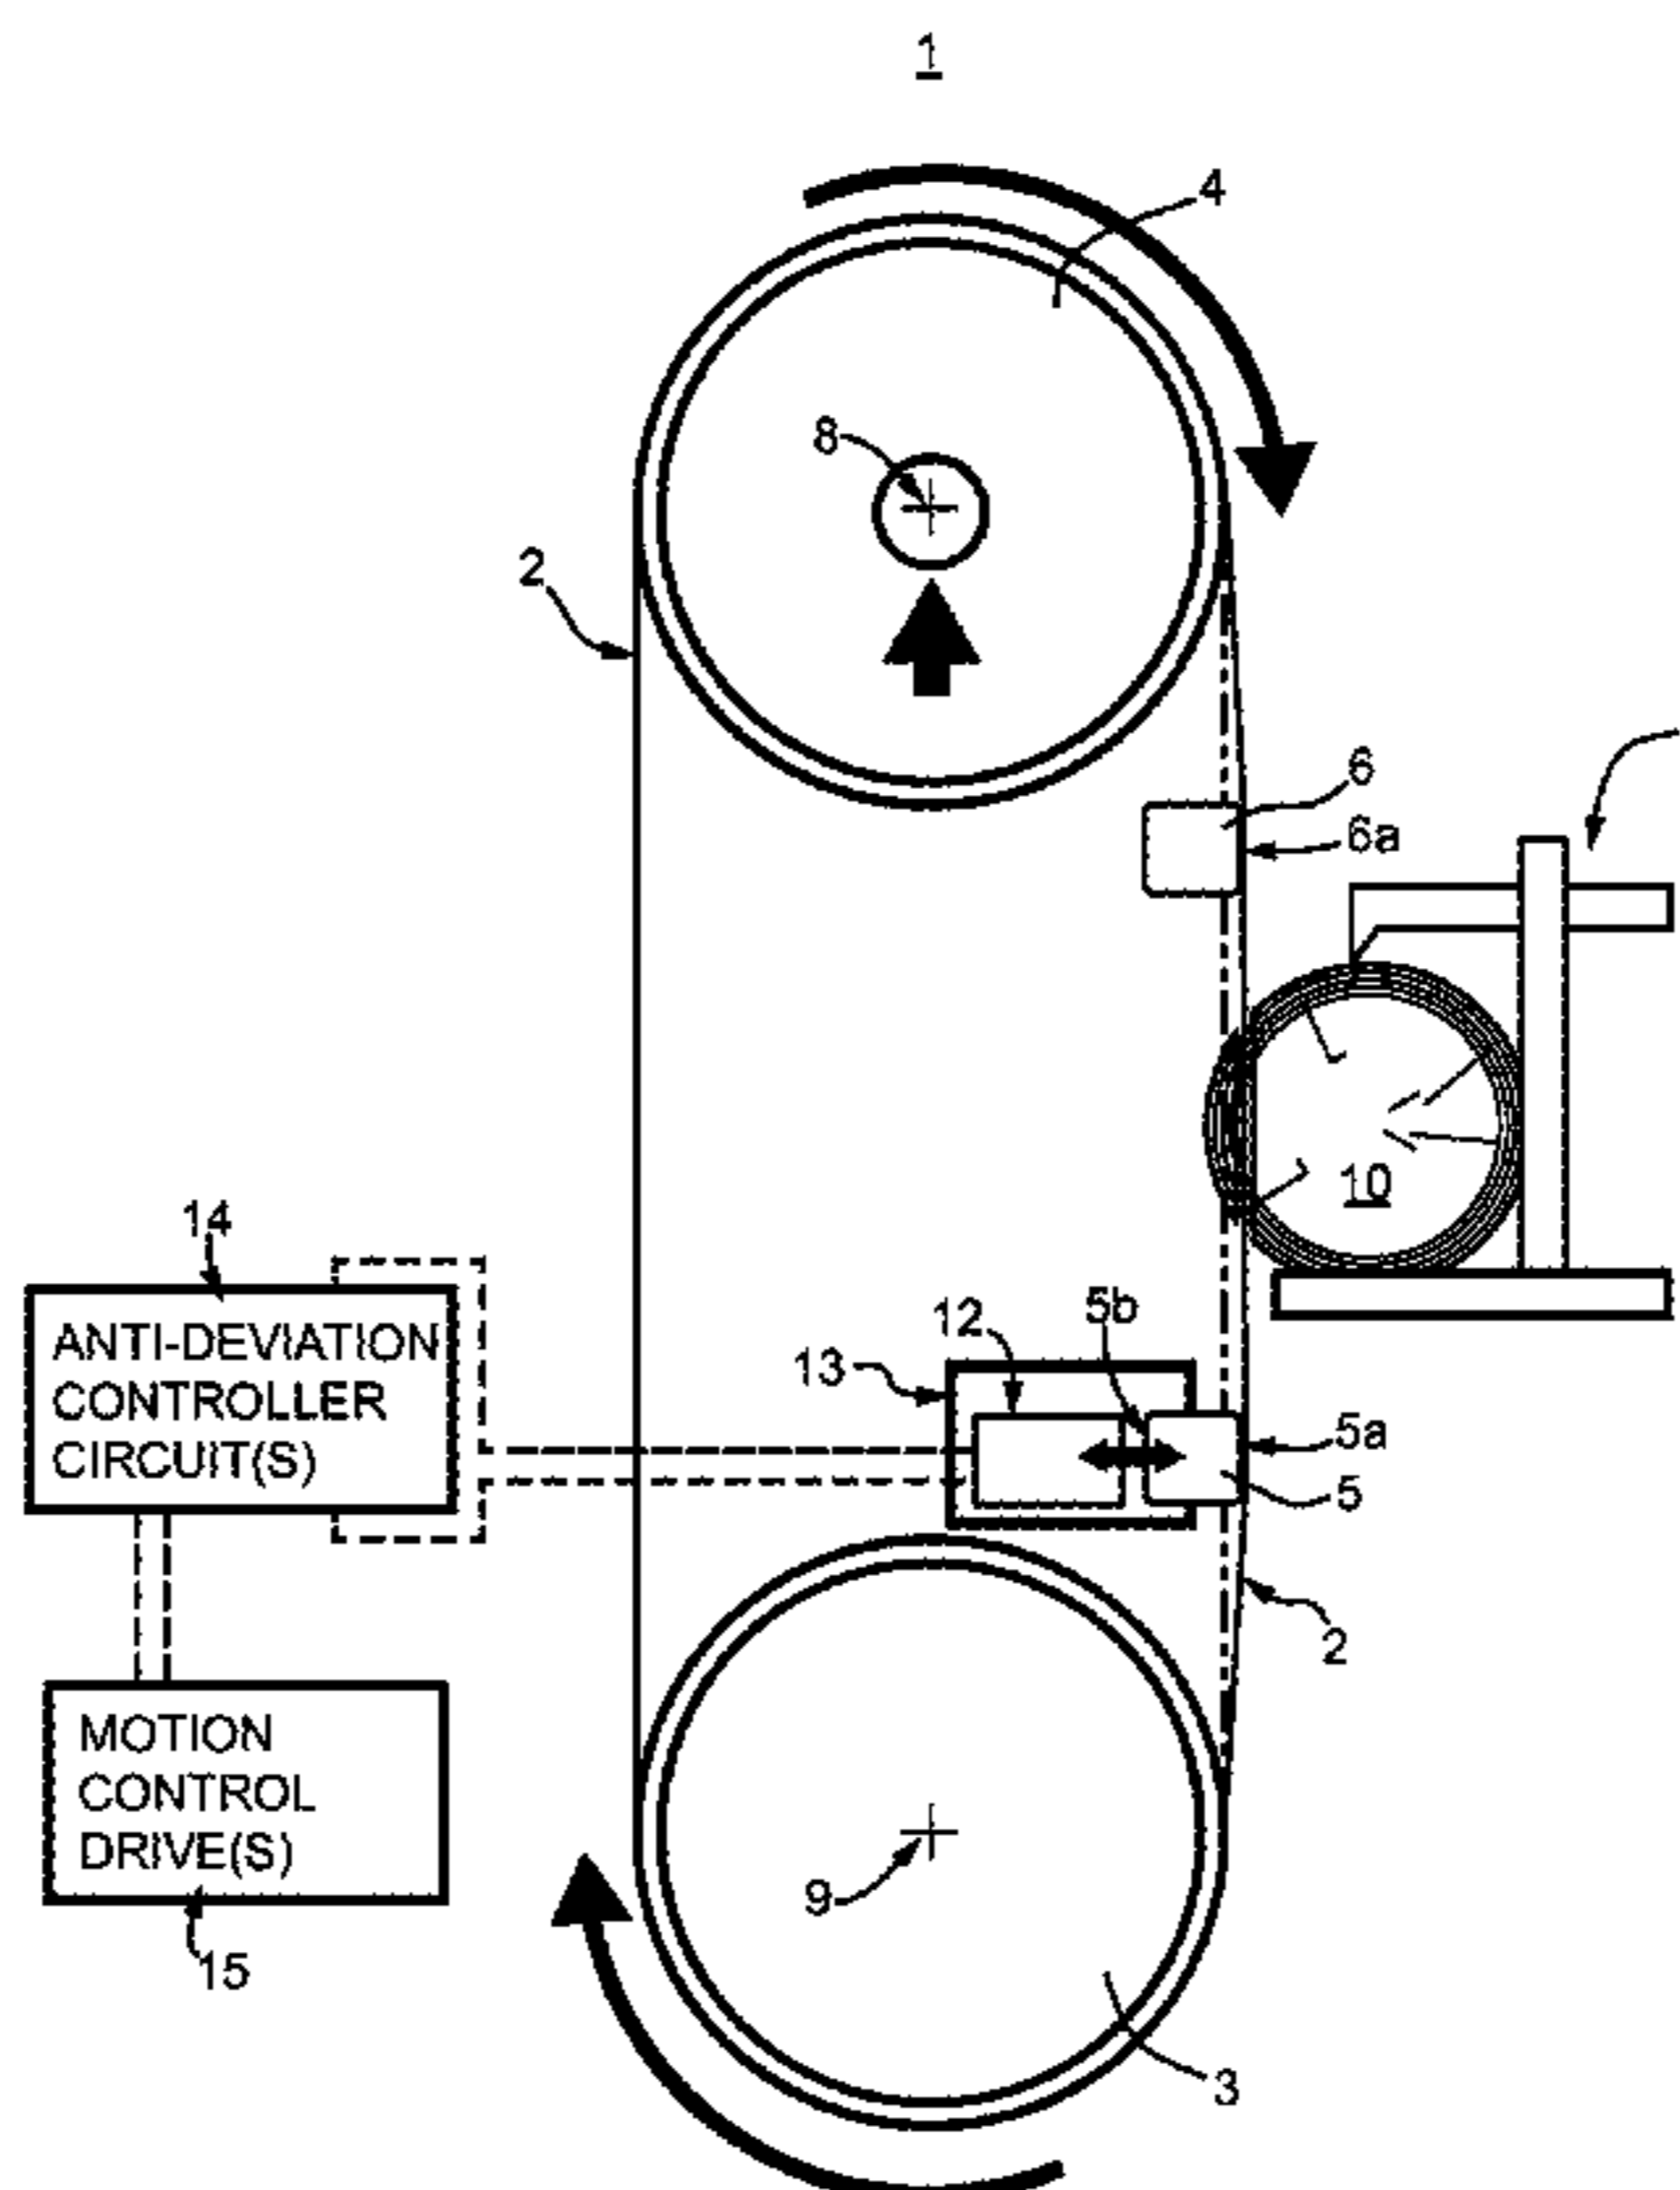 1
4
8
2
6
6a
10
14
12
5b
13
ANTI-DEVIATION
CONTROLLER
CIRCUIT(S)
5a
5
2
MOTION
CONTROL
DRIVE(S)
9
15
3